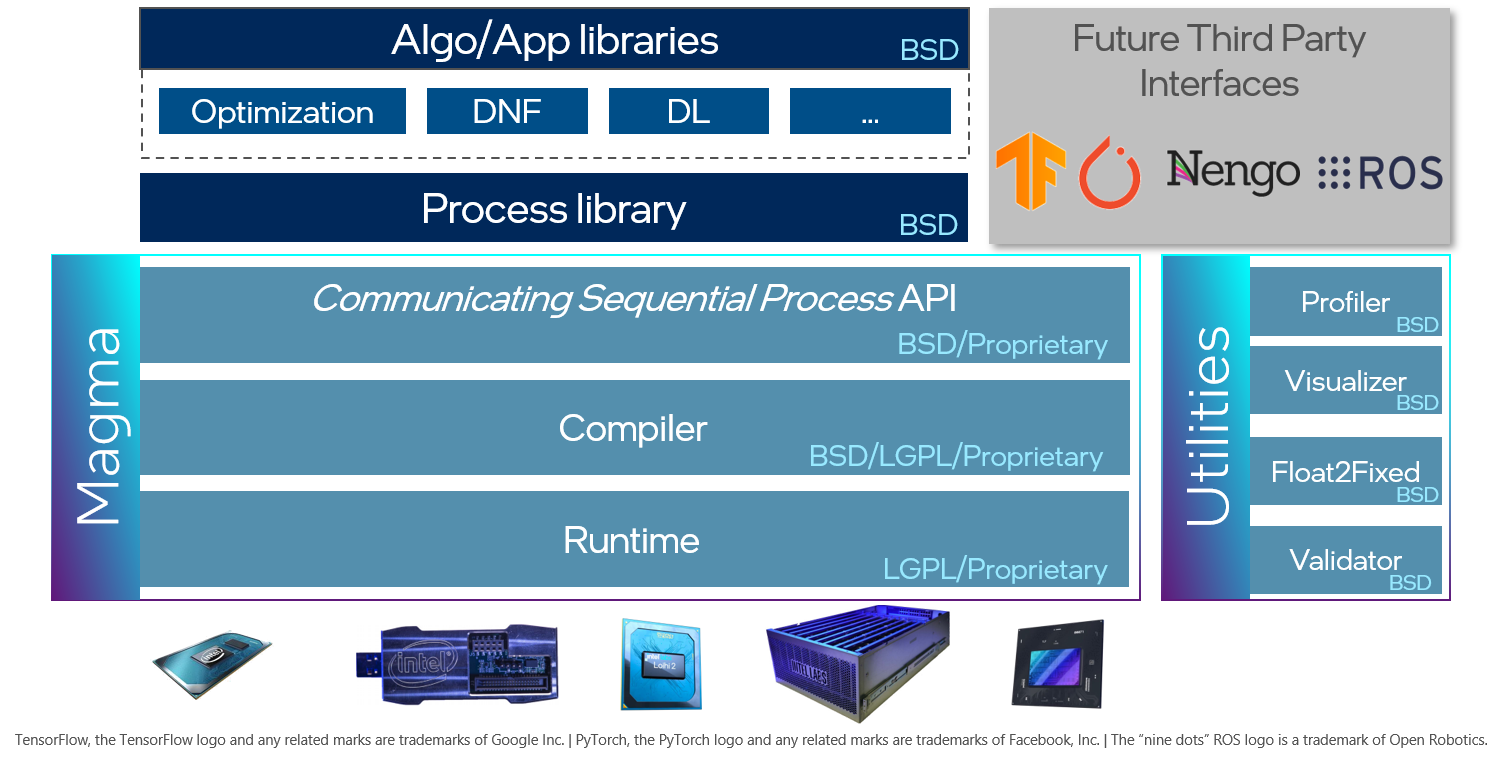 Algo/App libraries
BSD
Optimization
DNF
DL
...
Process library
BSD
Future Third Party
Interfaces
Nengo
ROS
Magma
Communicating Sequential Process API
BSD/Proprietary
Compiler
BSD/LGPL/Proprietary
Runtime
LGPL/Proprietary
Utilities
Profiler
BSD
Visualizer
BSD
Float2Fixed
BSD
Validator
BSD
intel
intel
intel
Loihi 2
INTEL LABS
TensorFlow, the TensorFlow logo and any related marks are trademarks of Google Inc. | PyTorch, the PyTorch logo and any related marks are trademarks of Facebook, Inc. | The “nine dots” ROS logo is a trademark of Open Robotics.